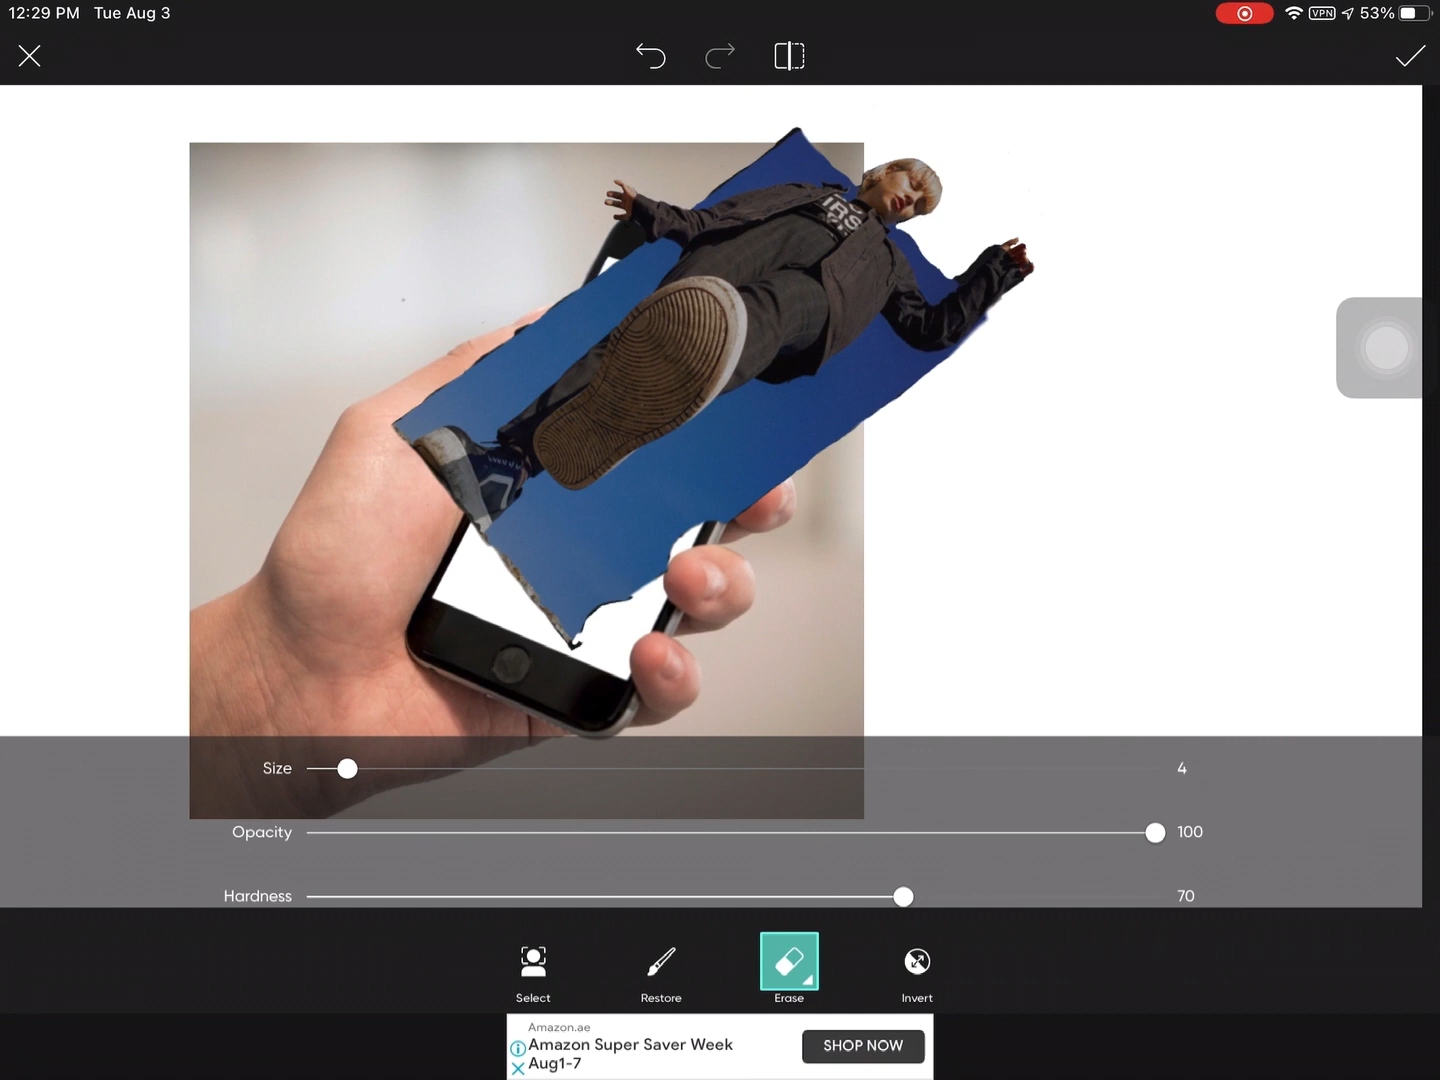 12:29 PM Tue Aug 3
VPN 53%
IRS
Size 4
Opacity 100
Hardness 70
Select Restore Erase Invert
Amazon.ae
Amazon Super Saver Week
Aug1-7
SHOP NOW